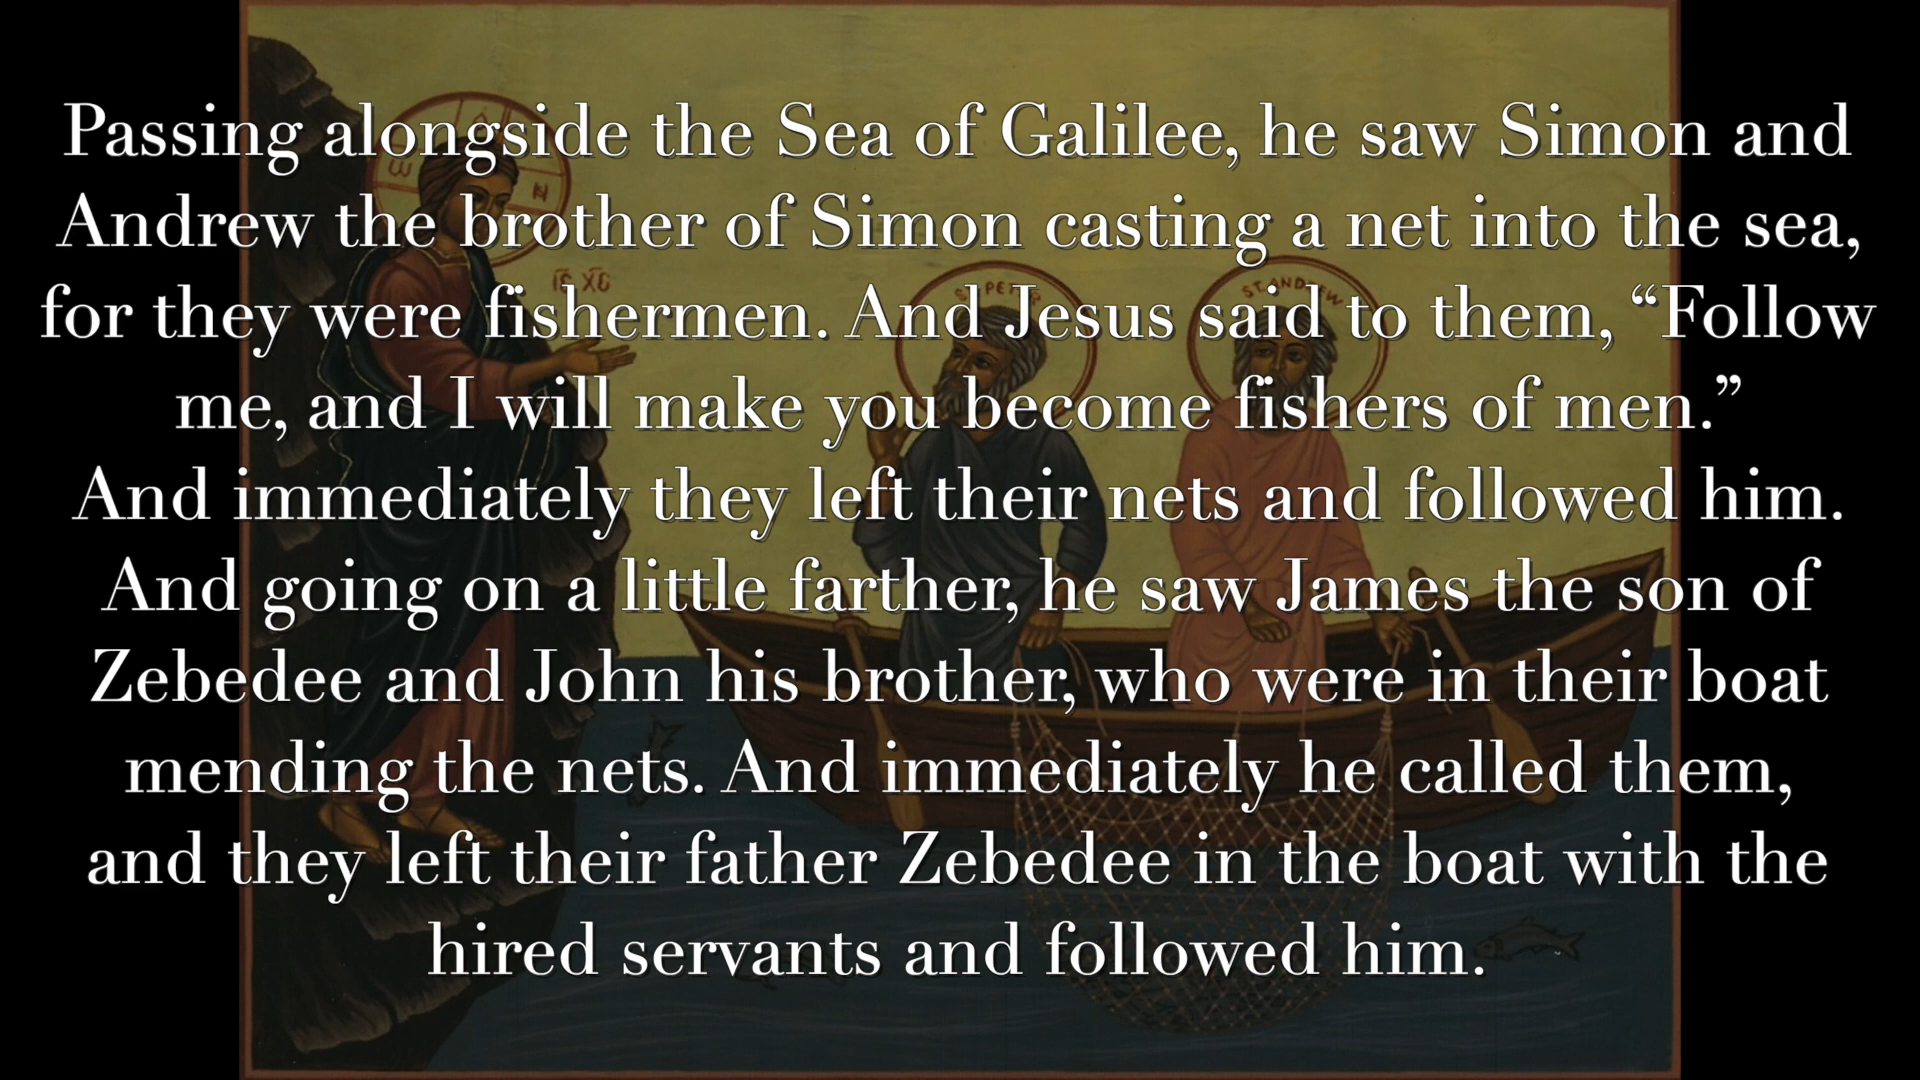 Passing alongside the Sea of Galilee, he saw Simon and
Andrew the brother of Simon casting a net into the sea,
for they were fishermen. And Jesus said to them, “Follow
me, and I will make you become fishers of men.”
And immediately they left their nets and followed him.
And going on a little farther, he saw James the son of
Zebedee and John his brother, who were in their boat
mending the nets. And immediately he called them,
and they left their father Zebedee in the boat with the
hired servants and followed him.
ω Ν
ΙС ХС
ST ANDREW